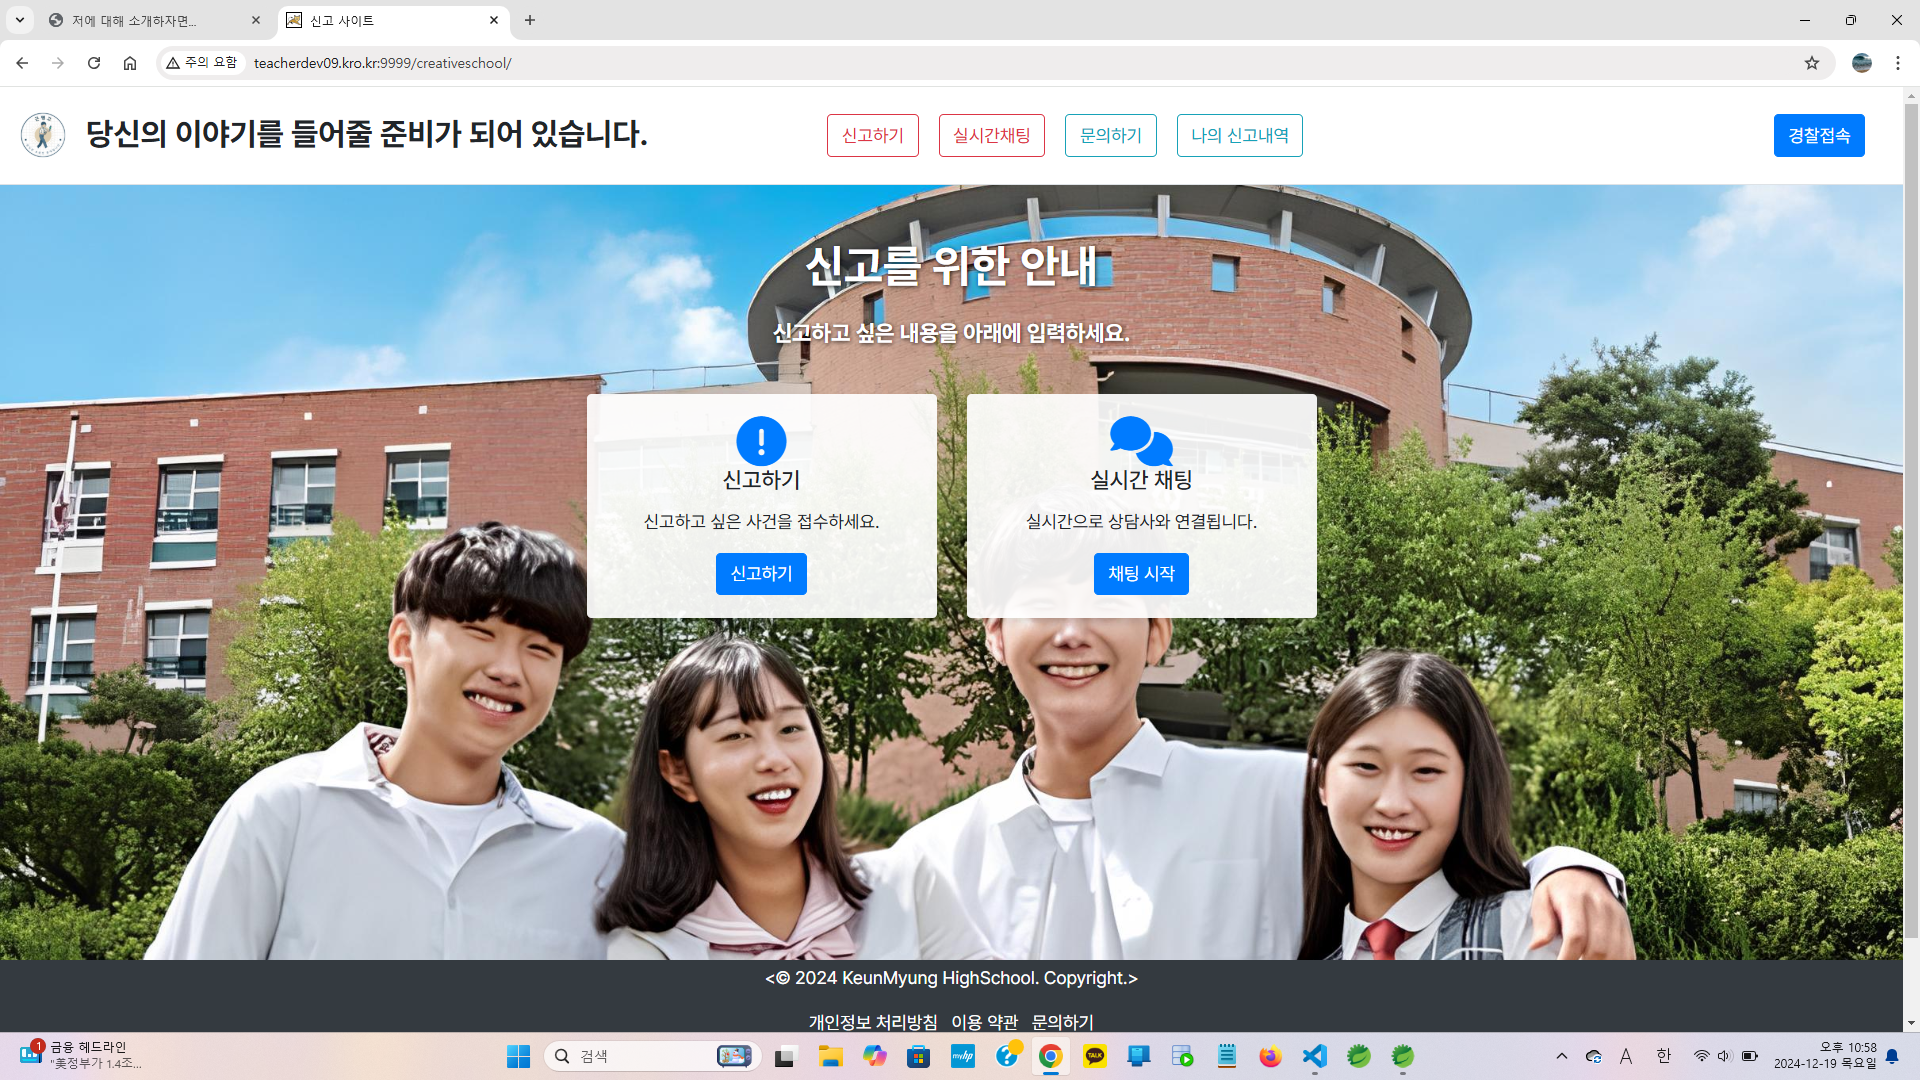 저에 대해 소개하자면...
신고 사이트
주의 요함
teacherdev09.kro.kr:9999/creativeschool/
당신의 이야기를 들어줄 준비가 되어 있습니다.
신고하기
실시간채팅
문의하기
나의 신고내역
경찰접속
신고를 위한 안내
신고하고 싶은 내용을 아래에 입력하세요.
신고하기
신고하고 싶은 사건을 접수하세요.
신고하기
실시간 채팅
실시간으로 상담사와 연결됩니다.
채팅 시작
<© 2024 KeunMyung HighSchool. Copyright.>
개인정보 처리방침 이용 약관 문의하기
1
금융 헤드라인
"美정부가 1.4조...
검색
myhp
TALK
A
한
오후 10:58
2024-12-19 목요일